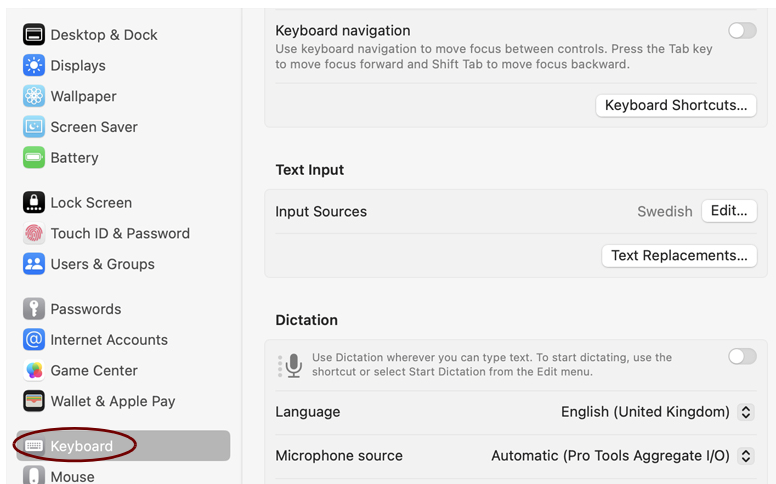 Desktop & Dock
Displays
Wallpaper
Screen Saver
Battery
Lock Screen
Touch ID & Password
Users & Groups
Passwords
Internet Accounts
Game Center
Wallet & Apple Pay
Keyboard
Mouse
Keyboard navigation
Use keyboard navigation to move focus between controls. Press the Tab key
to move focus forward and Shift Tab to move focus backward.
Keyboard Shortcuts...
Text Input
Input Sources Swedish Edit...
Text Replacements...
Dictation
Use Dictation wherever you can type text. To start dictating, use the
shortcut or select Start Dictation from the Edit menu.
Language English (United Kingdom)
Microphone source Automatic (Pro Tools Aggregate I/O)